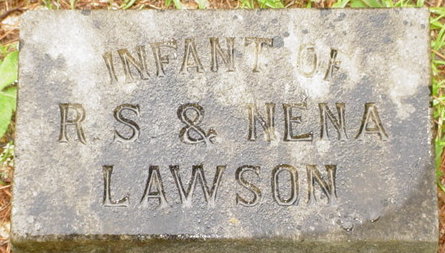 INFANT OF
R.S & NENA
LAWSON